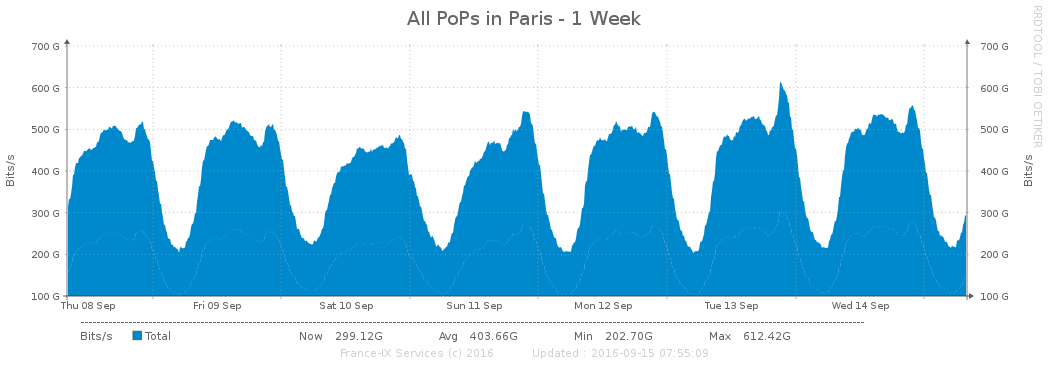 All PoPs in Paris - 1 Week
RRDTOOL / TOBI OETIKER
700 G 700 G
600 G 600 G
500 G 500 G
400 G 400 G
300 G 300 G
200 G 200 G
100 G 100 G
Bits/s
Bits/s
Thu 08 Sep Fri 09 Sep Sat 10 Sep Sun 11 Sep Mon 12 Sep Tue 13 Sep Wed 14 Sep
Bits/s Total Now 299.12G Avg 403.66G Min 202.70G Max 612.42G
France-IX Services (c) 2016 Updated : 2016-09-15 07:55:09